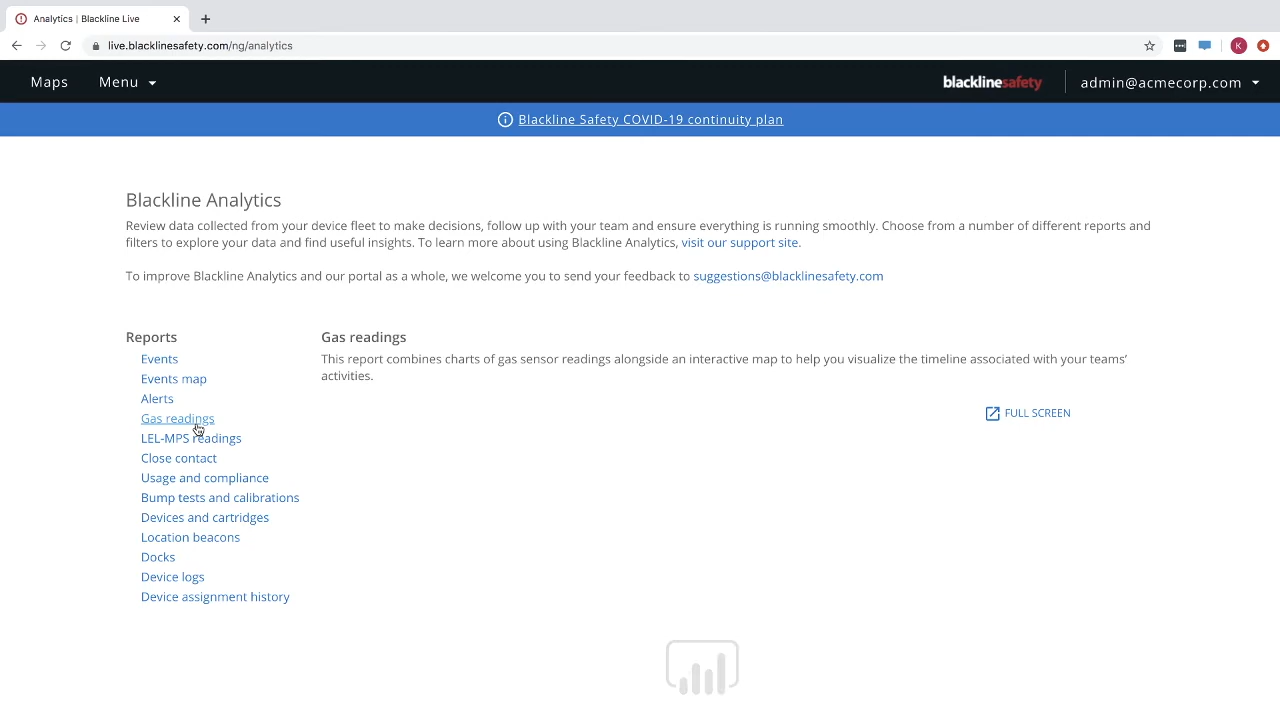 Analytics | Blackline Live
live.blacklinesafety.com/ng/analytics
K
Maps
Menu
blacklinesafety
admin@acmecorp.com
Blackline Safety COVID-19 continuity plan
Blackline Analytics
Review data collected from your device fleet to make decisions, follow up with your team and ensure everything is running smoothly. Choose from a number of different reports and
filters to explore your data and find useful insights. To learn more about using Blackline Analytics, visit our support site.
To improve Blackline Analytics and our portal as a whole, we welcome you to send your feedback to suggestions@blacklinesafety.com
Reports
Events
Events map
Alerts
Gas readings
LEL-MPS readings
Close contact
Usage and compliance
Bump tests and calibrations
Devices and cartridges
Location beacons
Docks
Device logs
Device assignment history
Gas readings
This report combines charts of gas sensor readings alongside an interactive map to help you visualize the timeline associated with your teams’
activities.
FULL SCREEN